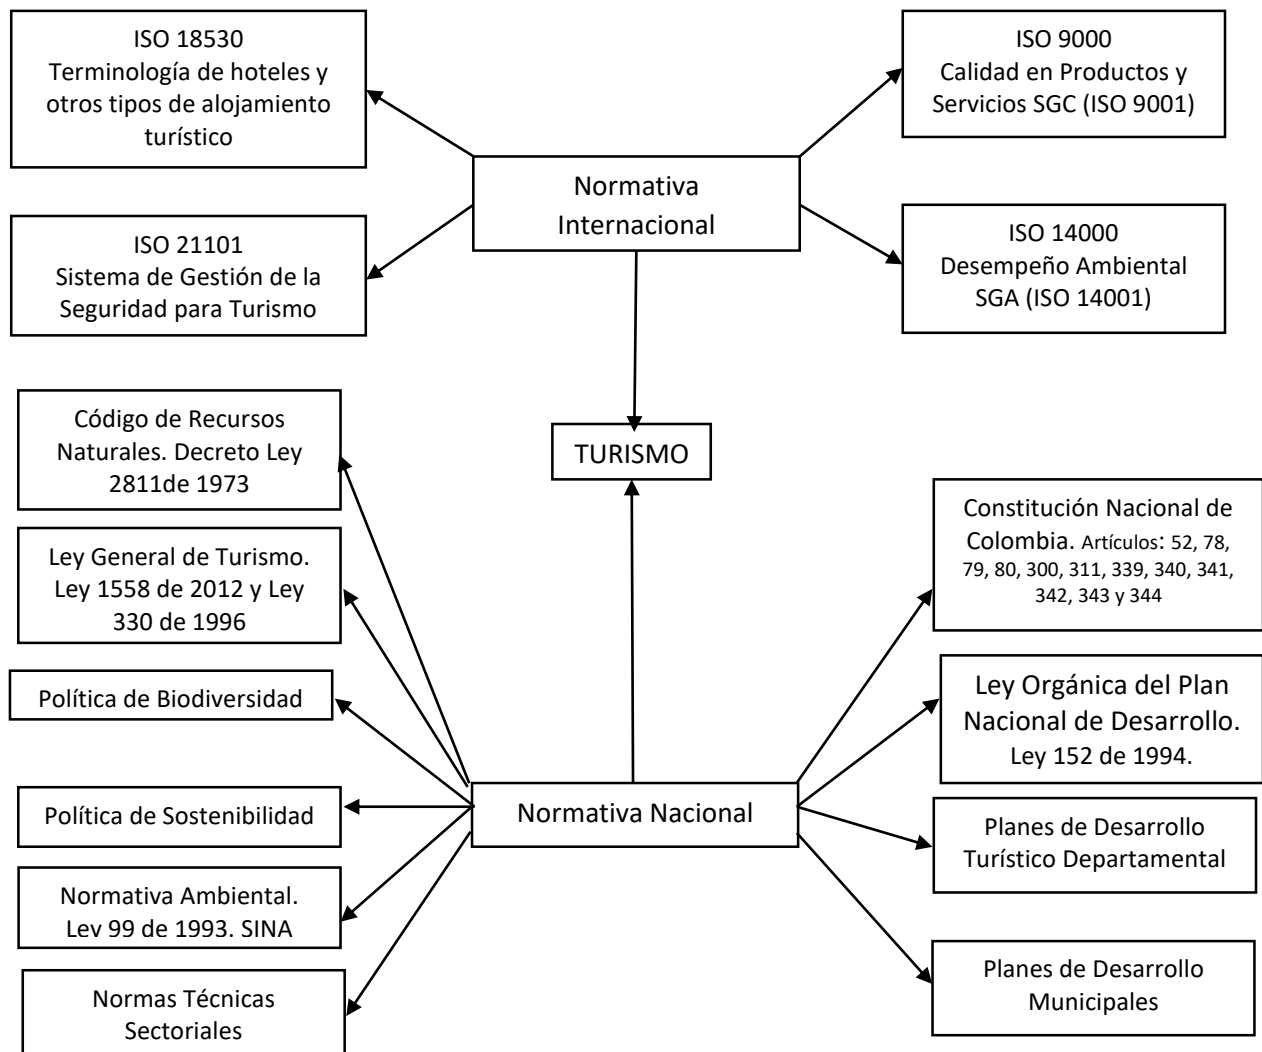 ISO 18530
Terminología de hoteles y
otros tipos de alojamiento
turístico
ISO 9000
Calidad en Productos y
Servicios SGC (ISO 9001)
Normativa
Internacional
ISO 21101
Sistema de Gestión de la
Seguridad para Turismo
ISO 14000
Desempeño Ambiental
SGA (ISO 14001)
Código de Recursos
Naturales. Decreto Ley
2811de 1973
TURISMO
Constitución Nacional de
Colombia. Artículos: 52, 78,
79, 80, 300, 311, 339, 340, 341,
342, 343 y 344
Ley General de Turismo.
Ley 1558 de 2012 y Ley
330 de 1996
Política de Biodiversidad
Ley Orgánica del Plan
Nacional de Desarrollo.
Ley 152 de 1994.
Política de Sostenibilidad
Normativa Nacional
Planes de Desarrollo
Turístico Departamental
Normativa Ambiental.
Ley 99 de 1993. SINA
Planes de Desarrollo
Municipales
Normas Técnicas
Sectoriales